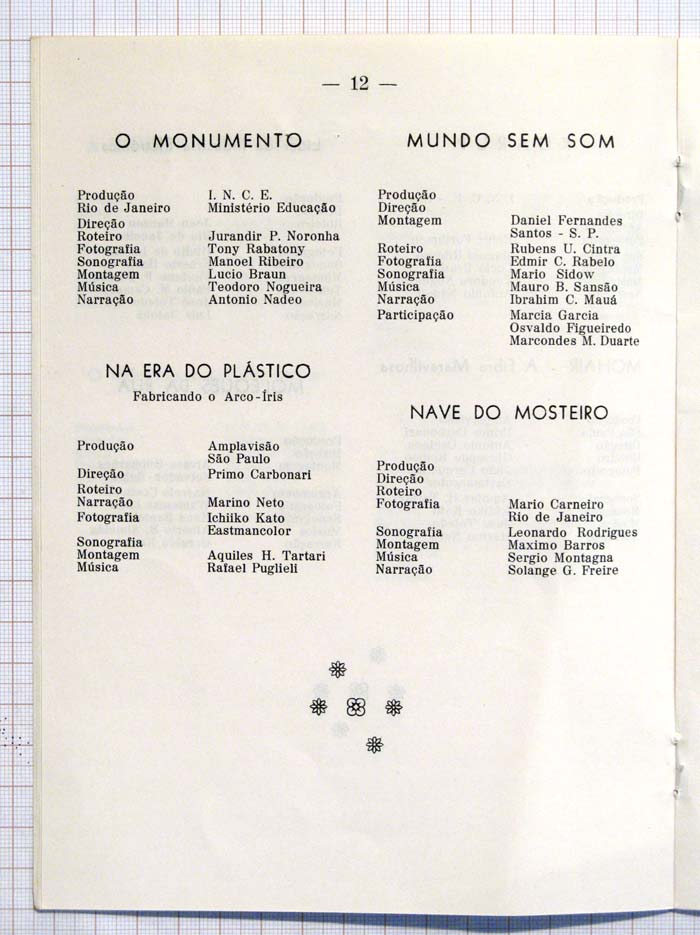 — 12 —
O MONUMENTO
Produção I. N. C. E.
Rio de Janeiro Ministério Educação
Direção
Roteiro Jurandir P. Noronha
Fotografia Tony Rabatony
Sonografia Manoel Ribeiro
Montagem Lucio Braun
Música Teodoro Nogueira
Narração Antonio Nadeo
NA ERA DO PLÁSTICO
Fabricando o Arco-Íris
Produção Amplavisão
São Paulo
Direção Primo Carbonari
Roteiro
Narração Marino Neto
Fotografia Ichiiko Kato
Eastmancolor
Sonografia
Montagem Aquiles H. Tartari
Música Rafael Puglieli
MUNDO SEM SOM
Produção
Direção
Montagem Daniel Fernandes
Santos - S. P.
Roteiro Rubens U. Cintra
Fotografia Edmir C. Rabelo
Sonografia Mario Sidow
Música Mauro B. Sansão
Narração Ibrahim C. Mauá
Participação Marcia Garcia
Osvaldo Figueiredo
Marcondes M. Duarte
NAVE DO MOSTEIRO
Produção
Direção
Roteiro
Fotografia Mario Carneiro
Rio de Janeiro
Sonografia Leonardo Rodrigues
Montagem Maximo Barros
Música Sergio Montagna
Narração Solange G. Freire